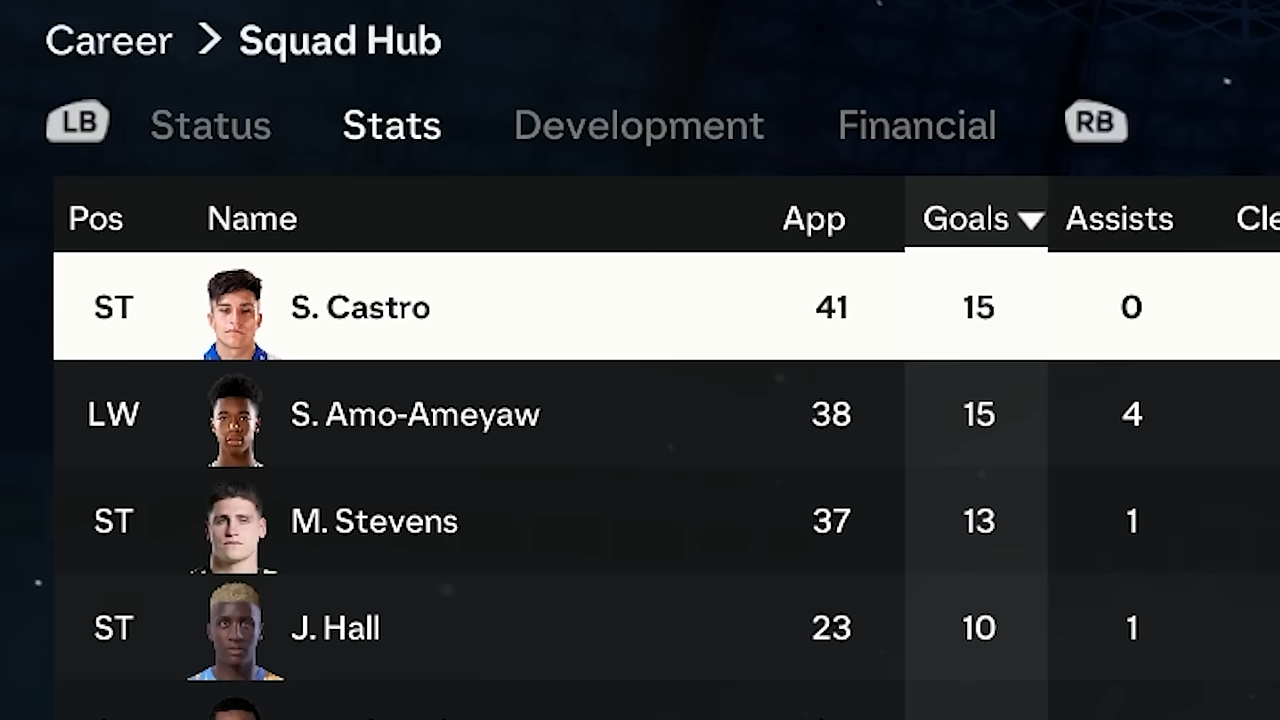 Career > Squad Hub
LB Status Stats Development Financial RB
Pos Name App Goals Assists Cle
ST S. Castro 41 15 0
LW S. Amo-Ameyaw 38 15 4
ST M. Stevens 37 13 1
ST J. Hall 23 10 1